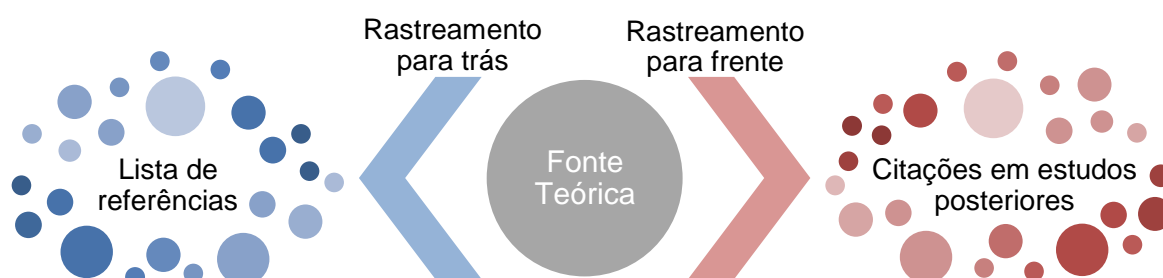 Rastreamento
para trás
Rastreamento
para frente
Lista de
referências
Fonte
Teórica
Citações em estudos
posteriores